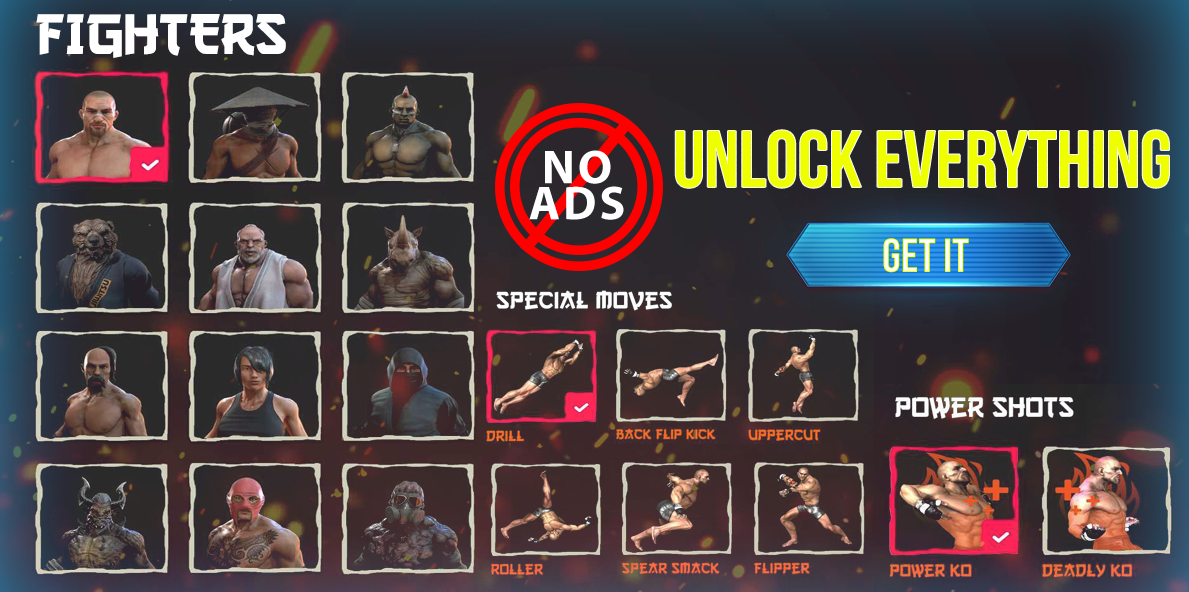 FIGHTERS
NO
ADS
UNLOCK EVERYTHING
GET IT
SPECIAL MOVES
DRILL
BACK FLIP KICK
UPPERCUT
POWER SHOTS
ROLLER
SPEAR SMACK
FLIPPER
POWER KO
DEADLY KO